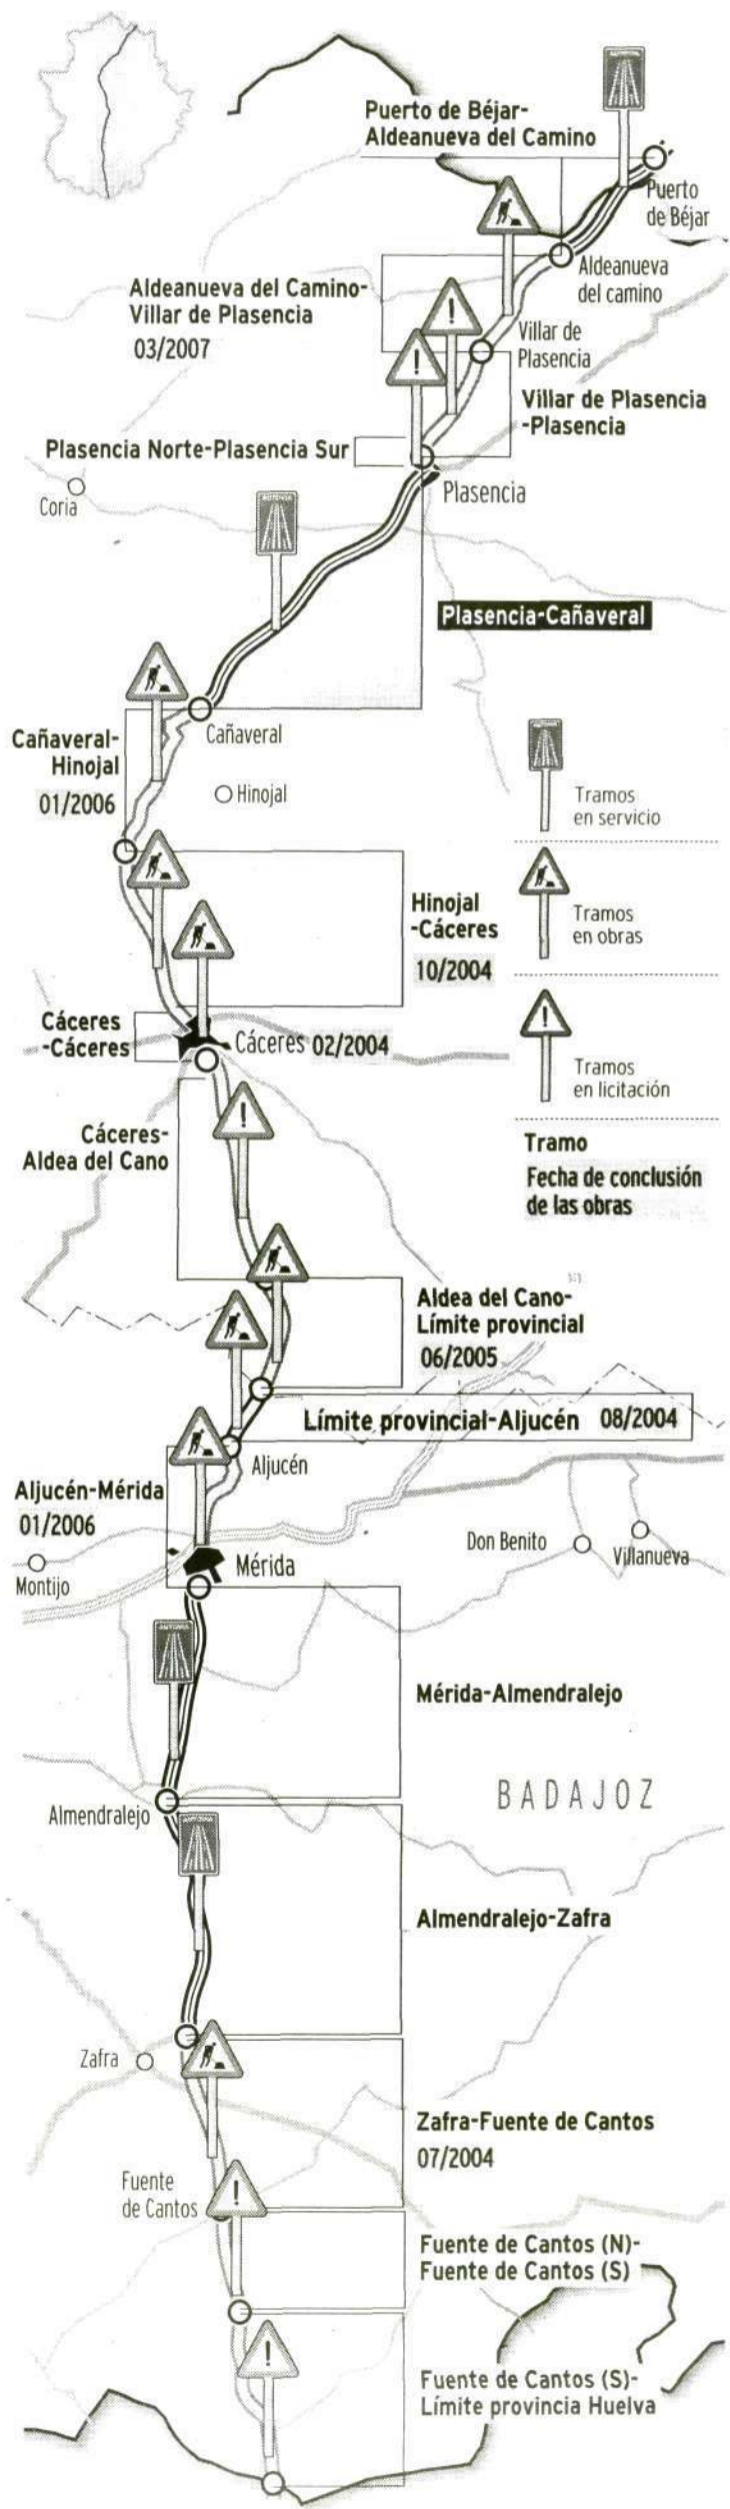 Puerto de Béjar-
Aldeanueva del Camino
Puerto
de Béjar
Aldeanueva
del camino
Aldeanueva del Camino-
Villar de Plasencia
03/2007
Villar de
Plasencia
Villar de Plasencia
-Plasencia
Plasencia Norte-Plasencia Sur
Coria
Plasencia
Plasencia-Cañaveral
Cañaveral
Cañaveral-
Hinojal
01/2006
Hinojal
Tramos
en servicio
Hinojal
-Cáceres
10/2004
Tramos
en obras
Cáceres
-Cáceres
Cáceres 02/2004
Tramos
en licitación
Cáceres-
Aldea del Cano
Tramo
Fecha de conclusión
de las obras
Aldea del Cano-
Límite provincial
06/2005
Límite provincial-Aljucén 08/2004
Aljucén
Aljucén-Mérida
01/2006
Don Benito
Villanueva
Montijo
Mérida
AUTOVIA
Mérida-Almendralejo
BADAJOZ
Almendralejo
AUTOVIA
Almendralejo-Zafra
Zafra
Zafra-Fuente de Cantos
07/2004
Fuente
de Cantos
Fuente de Cantos (N)-
Fuente de Cantos (S)
Fuente de Cantos (S)-
Límite provincia Huelva